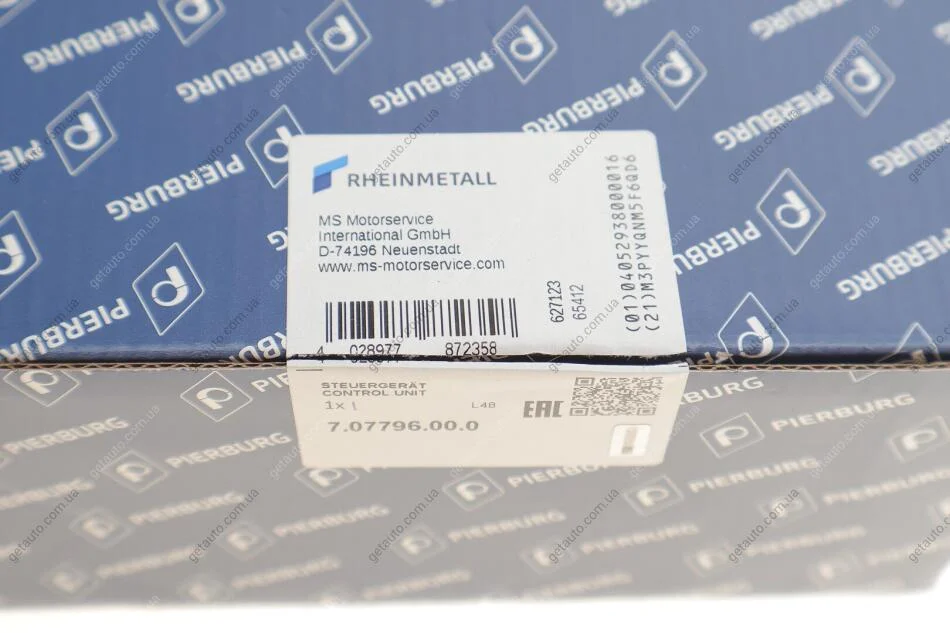 RHEINMETALL
MS Motorservice
International GmbH
D-74196 Neuenstadt
www.ms-motorservice.com
4 028977 872358
627123
65412
(01)04052938000016
(21)M3PYYQNM5F6QD6
STEUERGERÄT
CONTROL UNIT
1x
L48
EAC
7.07796.00.0
PIERBURG
getauto.com.ua